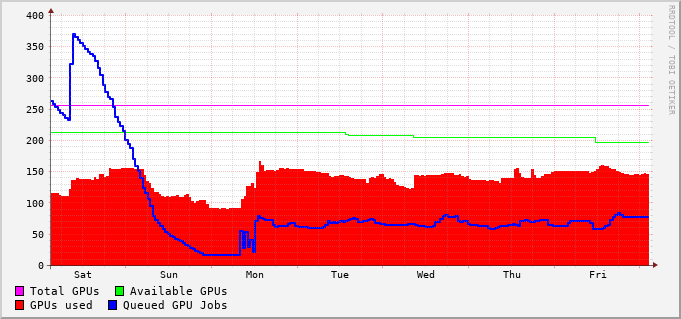 400
350
300
250
200
150
100
50
0
Sat Sun Mon Tue Wed Thu Fri
Total GPUs Available GPUs
GPUs used Queued GPU Jobs
RRDTOOL / TOBI OETIKER